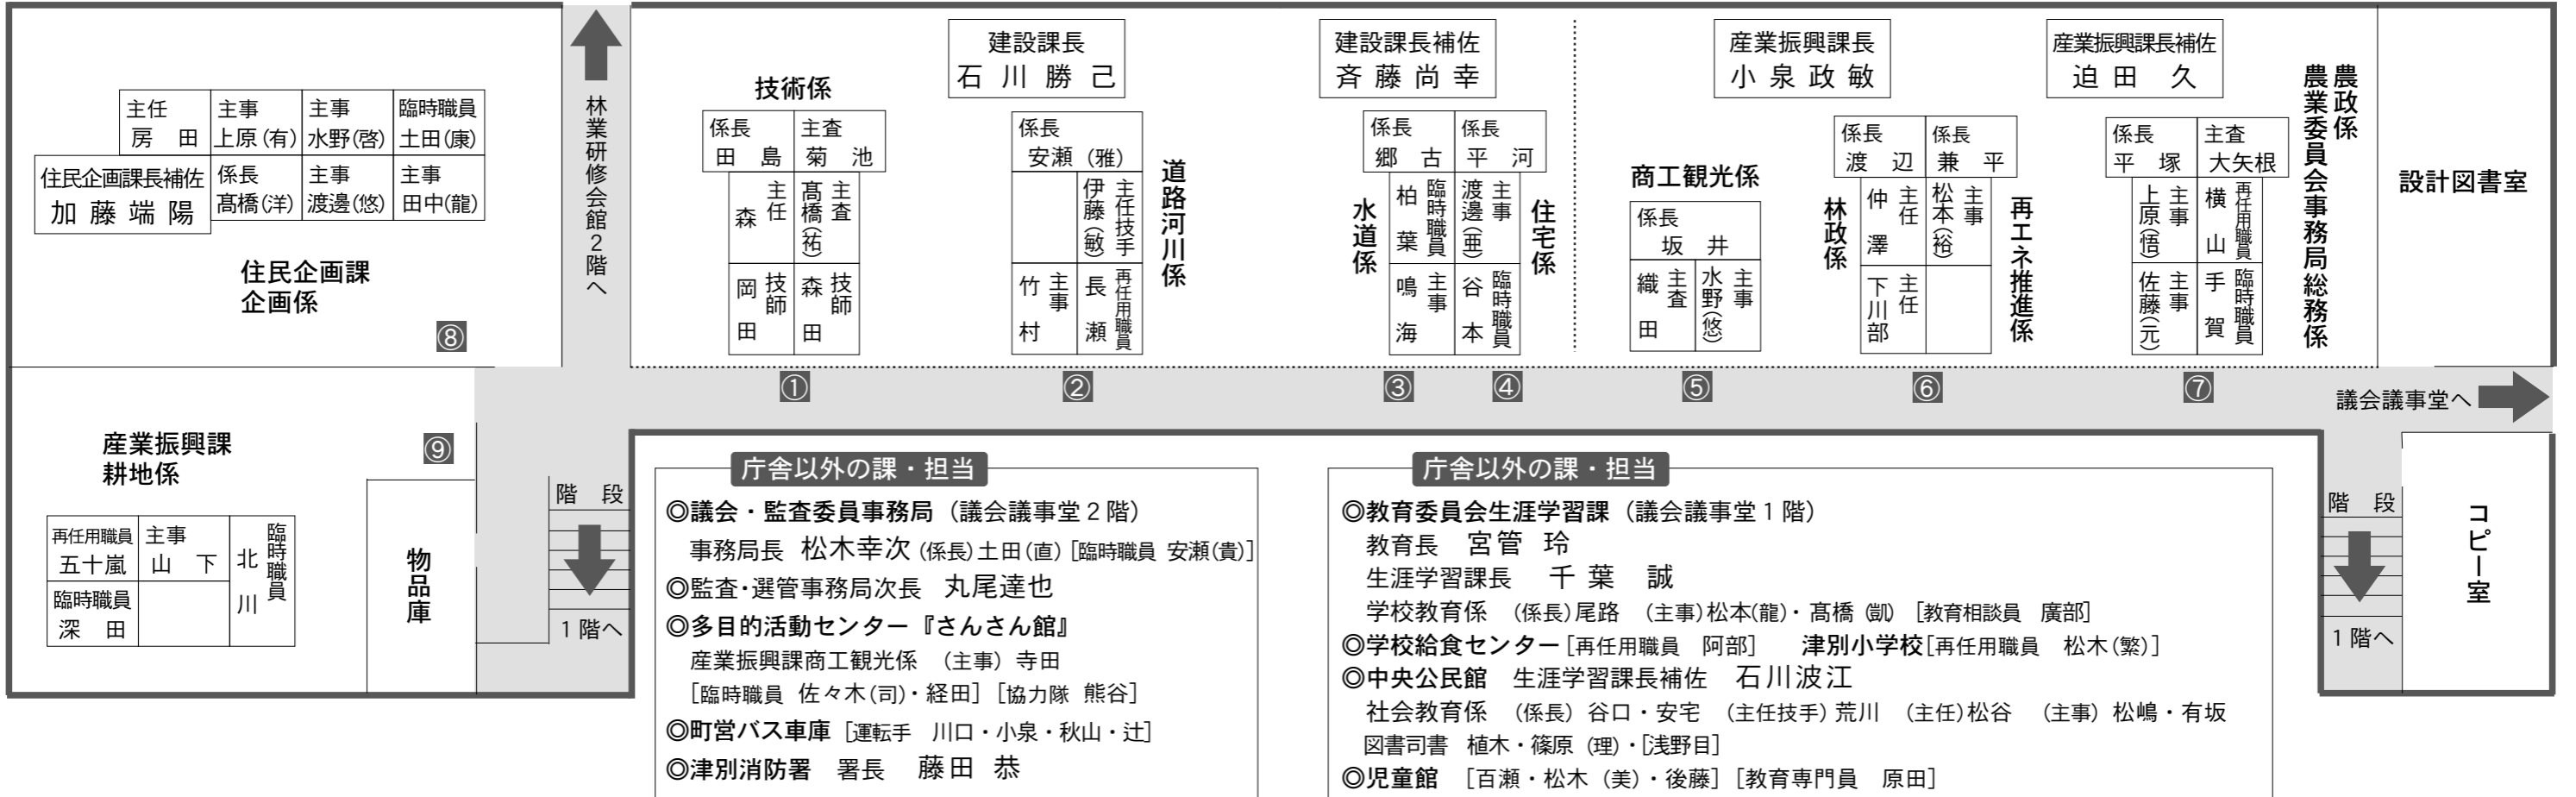 主任
房　田
主事
上原(有)
主事
水野(啓)
臨時職員
土田(康)
住民企画課長補佐
加藤端陽
係長
髙橋(洋)
主事
渡邊(悠)
主事
田中(龍)
住民企画課
企画係
⑧
林業研修会館２階へ
技術係
係長
田　島
主査
菊　池
主任
森
主査
髙橋(祐)
技師
岡　田
技師
森　田
①
建設課長
石川勝己
係長
安瀬（雅）
主任技手
伊藤(敏)
主事
竹　村
再任用職員
長　瀬
道路河川係
②
建設課長補佐
斉藤尚幸
係長
郷　古
係長
平　河
臨時職員
柏　葉
主事
渡邊(亜)
主事
鳴　海
臨時職員
谷　本
水道係
住宅係
③
④
産業振興課長
小泉政敏
商工観光係
係長
坂　井
主査
織　田
主事
水野(悠)
⑤
係長
渡　辺
係長
兼　平
主任
仲　澤
主事
松本(裕)
主任
下川部
林政係
再エネ推進係
⑥
産業振興課長補佐
迫田　久
係長
平　塚
主査
大矢根
主事
上原(悟)
再任用職員
横　山
主事
佐藤(元)
臨時職員
手　賀
農政係
農業委員会事務局総務係
⑦
設計図書室
議会議事堂へ
産業振興課
耕地係
⑨
再任用職員
五十嵐
主事
山　下
臨時職員
北　川
臨時職員
深　田
物品庫
階　段
１階へ
庁舎以外の課・担当
◎議会・監査委員事務局（議会議事堂２階）
事務局長　松木幸次 (係長)土田(直) [臨時職員　安瀬(貴)]
◎監査・選管事務局次長　丸尾達也
◎多目的活動センター『さんさん館』
産業振興課商工観光係　（主事）寺田
[臨時職員　佐々木(司)・経田]［協力隊　熊谷］
◎町営バス車庫［運転手　川口・小泉・秋山・辻］
◎津別消防署　署長　藤田　恭
庁舎以外の課・担当
◎教育委員会生涯学習課（議会議事堂１階）
教育長　宮管　玲
生涯学習課長　千葉　誠
学校教育係　（係長）尾路　（主事）松本(龍)・髙橋（凱）［教育相談員　廣部］
◎学校給食センター［再任用職員　阿部］　津別小学校［再任用職員　松木(繁)］
◎中央公民館　生涯学習課長補佐　石川波江
社会教育係　（係長）谷口・安宅　（主任技手）荒川　（主任）松谷　（主事）松嶋・有坂
図書司書　植木・篠原（理）・［浅野目］
◎児童館　［百瀬・松木（美）・後藤］［教育専門員　原田］
階　段
１階へ
コピー室